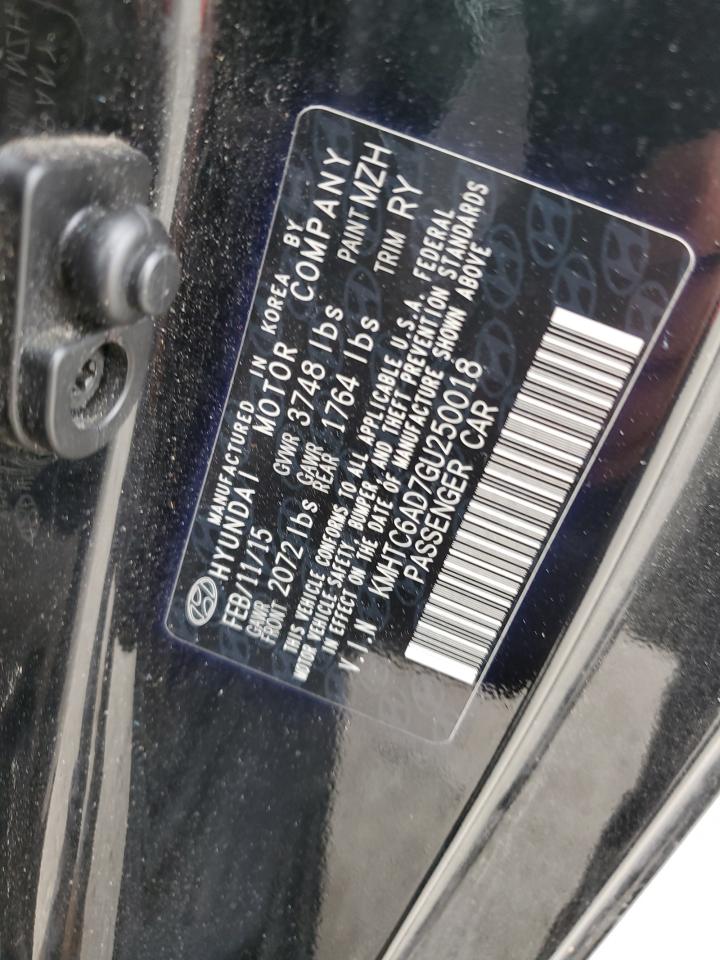 MANUFACTURED IN KOREA BY
HYUNDAI MOTOR COMPANY
FEB/11/15 GVWR 3748 lbs PAINT MZH
GAWR FRONT 2072 lbs GAWR REAR 1764 lbs TRIM RY
THIS VEHICLE CONFORMS TO ALL APPLICABLE U.S.A. FEDERAL
MOTOR VEHICLE SAFETY, BUMPER, AND THEFT PREVENTION STANDARDS
IN EFFECT ON THE DATE OF MANUFACTURE SHOWN ABOVE
V.I.N KMHTC6AD7GU250018
PASSENGER CAR